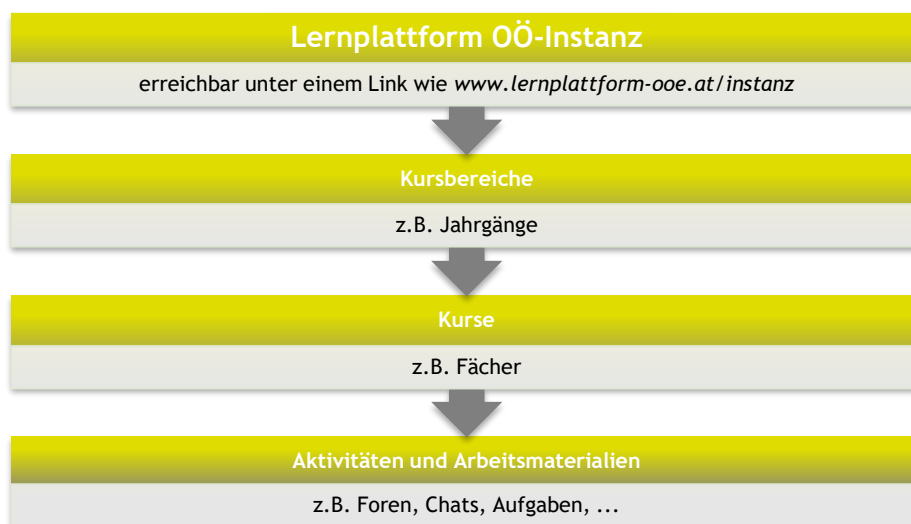 Lernplattform OÖ-Instanz
erreichbar unter einem Link wie www.lernplattform-ooe.at/instanz
Kursbereiche
z.B. Jahrgänge
Kurse
z.B. Fächer
Aktivitäten und Arbeitsmaterialien
z.B. Foren, Chats, Aufgaben, ...